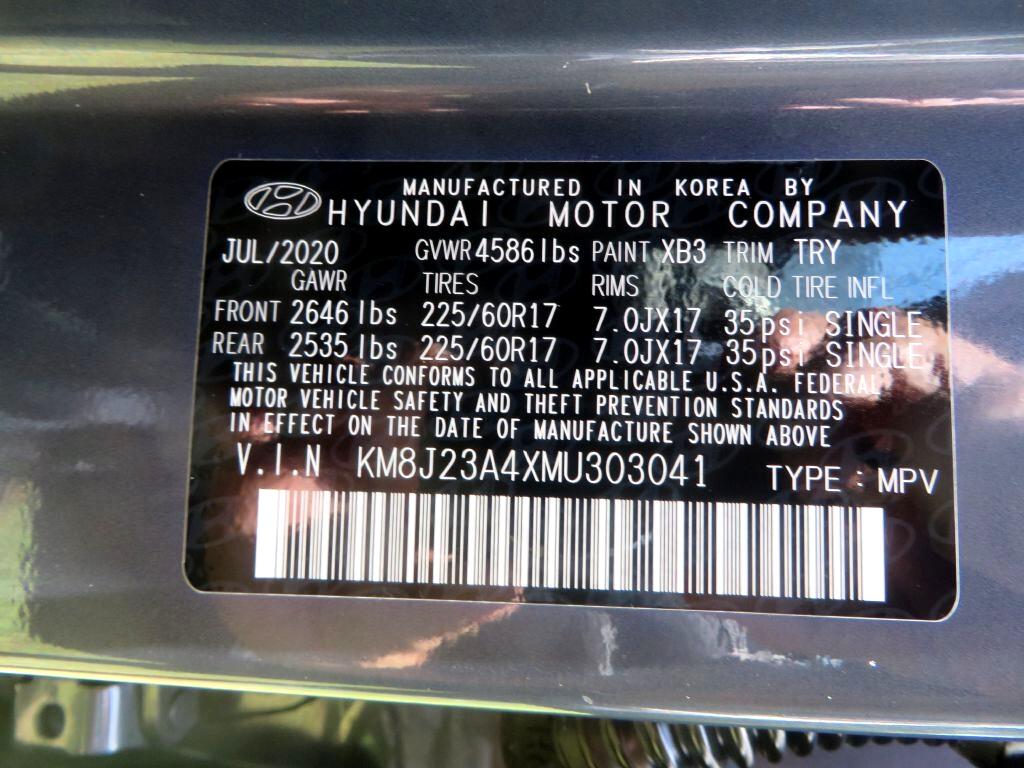 MANUFACTURED IN KOREA BY
HYUNDAI MOTOR COMPANY
JUL/2020 GVWR 4586 lbs PAINT XB3 TRIM TRY
GAWR TIRES RIMS COLD TIRE INFL
FRONT 2646 lbs 225/60R17 7.0JX17 35psi SINGLE
REAR 2535 lbs 225/60R17 7.0JX17 35psi SINGLE
THIS VEHICLE CONFORMS TO ALL APPLICABLE U.S.A. FEDERAL
MOTOR VEHICLE SAFETY AND THEFT PREVENTION STANDARDS
IN EFFECT ON THE DATE OF MANUFACTURE SHOWN ABOVE
V.I.N KM8J23A4XMU303041 TYPE : MPV